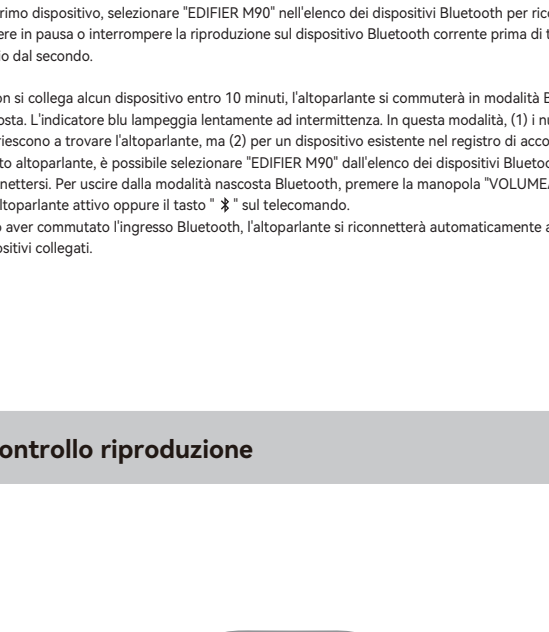 rimo dispositivo, selezionare "EDIFIER M90" nell'elenco dei dispositivi Bluetooth per rico
ere in pausa o interrompere la riproduzione sul dispositivo Bluetooth corrente prima di t
io dal secondo.
on si collega alcun dispositivo entro 10 minuti, l'altoparlante si commuterà in modalità B
osta. L'indicatore blu lampeggia lentamente ad intermittenza. In questa modalità, (1) i nu
riescono a trovare l'altoparlante, ma (2) per un dispositivo esistente nel registro di acco
to altoparlante, è possibile selezionare "EDIFIER M90" dall'elenco dei dispositivi Bluetoo
nettersi. Per uscire dalla modalità nascosta Bluetooth, premere la manopola "VOLUME/
ltoparlante attivo oppure il tasto " " sul telecomando.
o aver commutato l'ingresso Bluetooth, l'altoparlante si riconnetterà automaticamente a
ositivi collegati.
ontrollo riproduzione